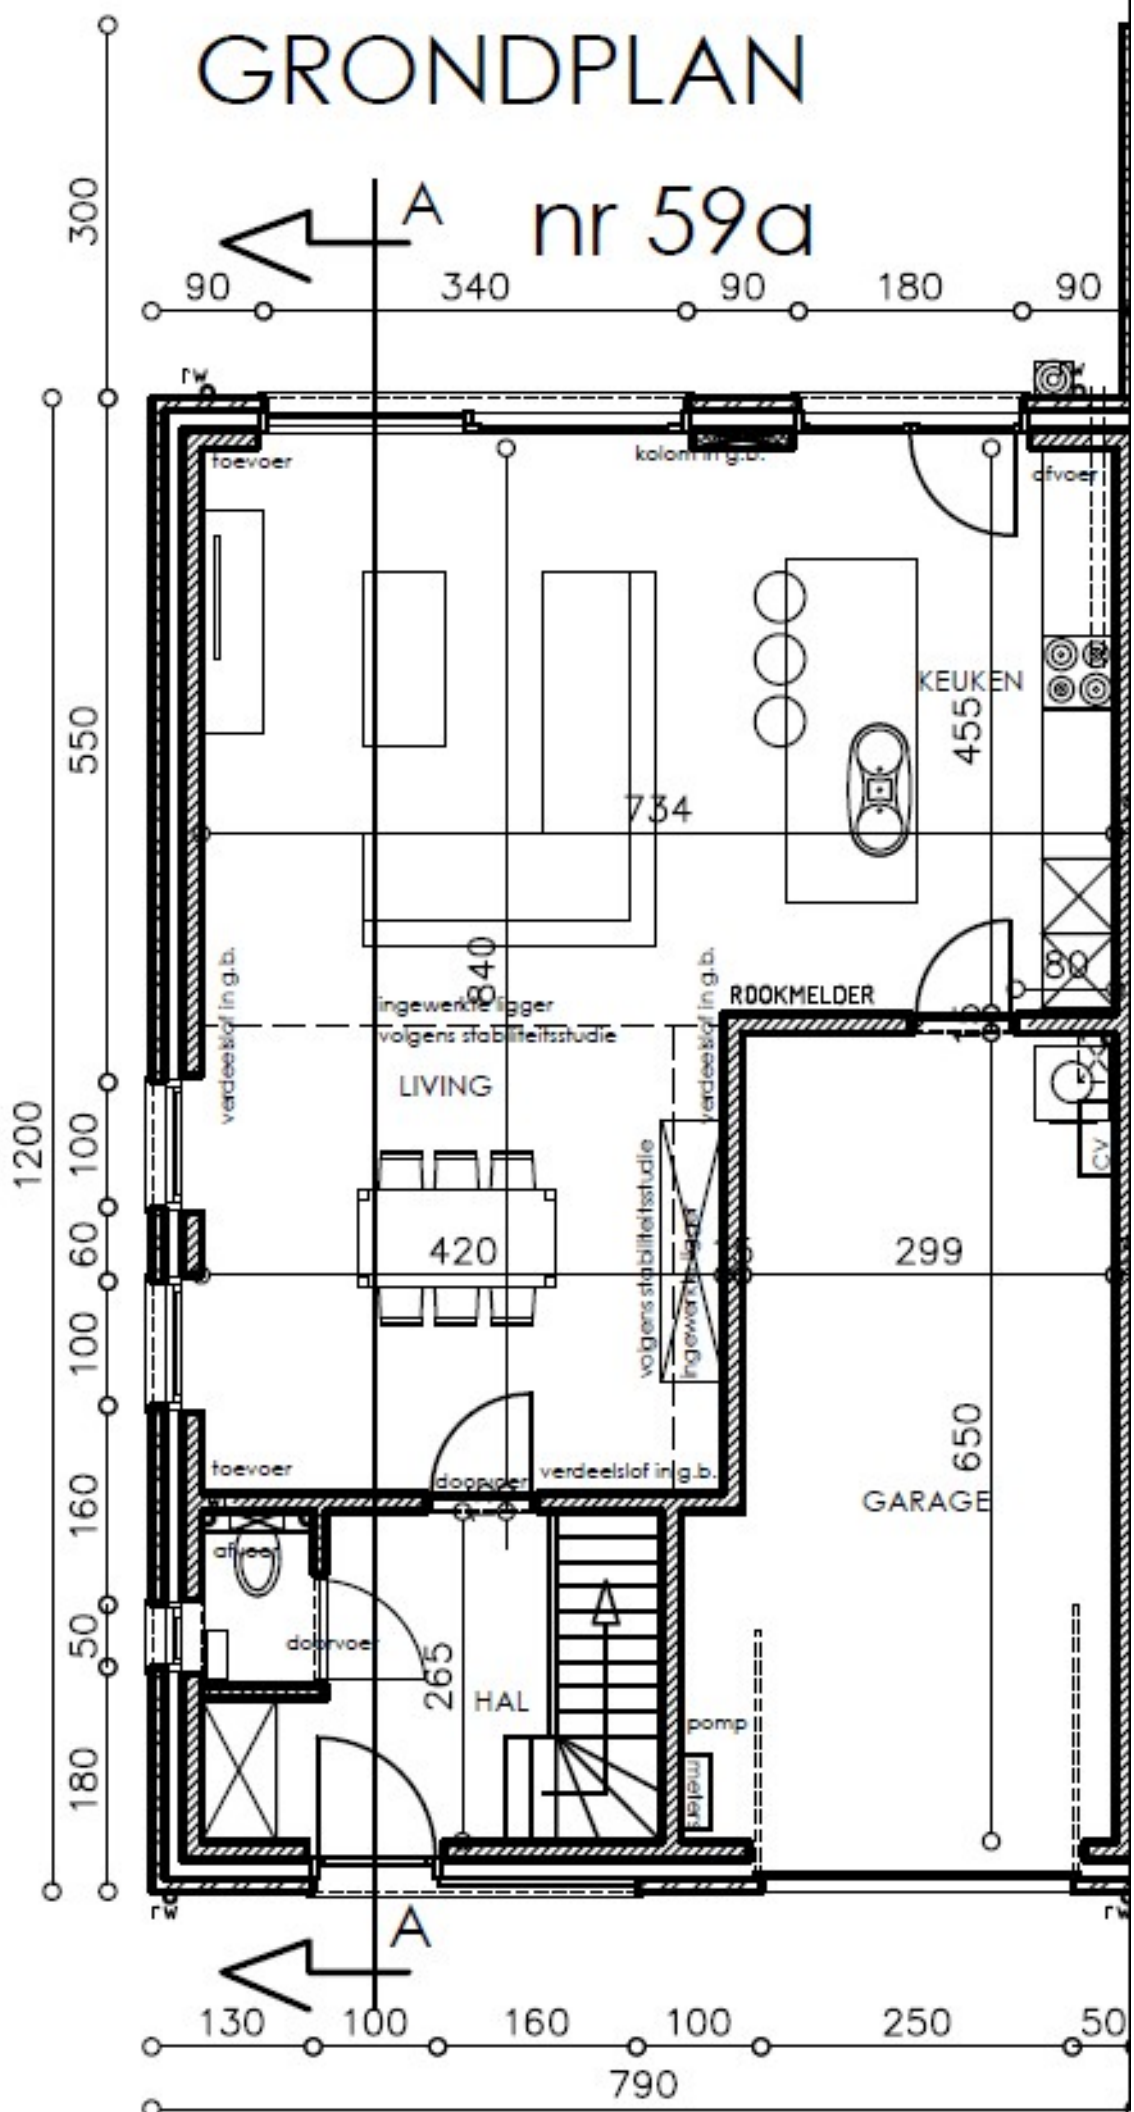 GRONDPLAN
300
A
nr 59a
90
340
90
180
90
rw
toevoer
kolom in g.b.
afvoer
KEUKEN
455
550
734
verdeelslof in g.b.
840
ingewerkte ligger
volgens stabiliteitsstudie
verdeelslof in g.b.
ROOKMELDER
80
LIVING
1200
100
CV
volgens stabiliteitsstudie
ingewerkte ligger
60
420
299
100
650
toevoer
doorvoer
verdeelslof in g.b.
160
GARAGE
afvoer
50
doorvoer
265
HAL
pomp
180
meters
rw
A
rw
130
100
160
100
250
50
790